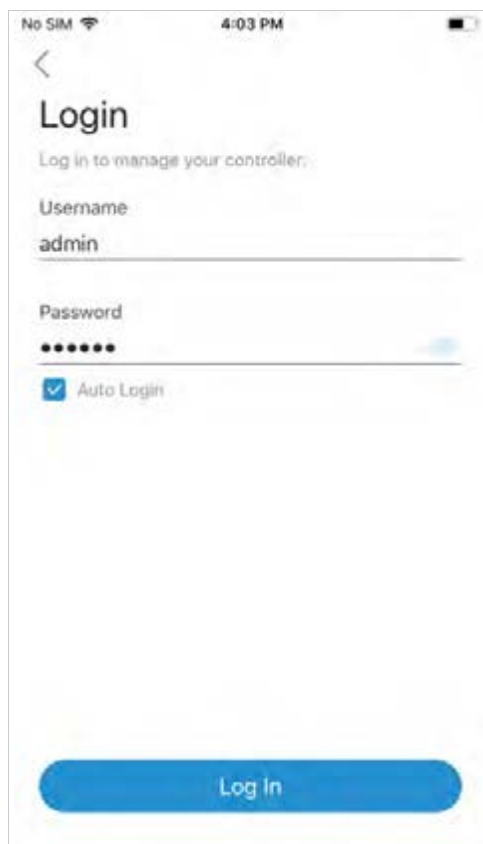 No SIM 4:03 PM
Login
Log in to manage your controller.
Username
admin
Password
••••••
Auto Login
Log In